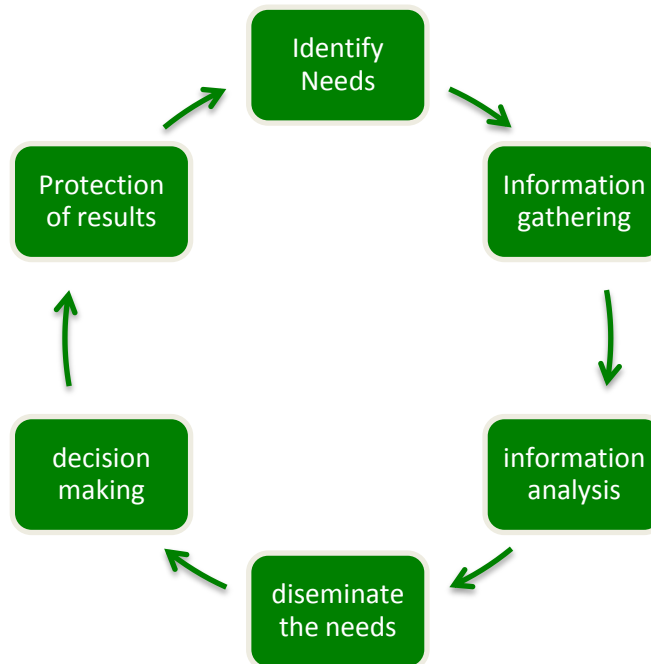 Identify
Needs
Information
gathering
information
analysis
diseminate
the needs
decision
making
Protection
of results